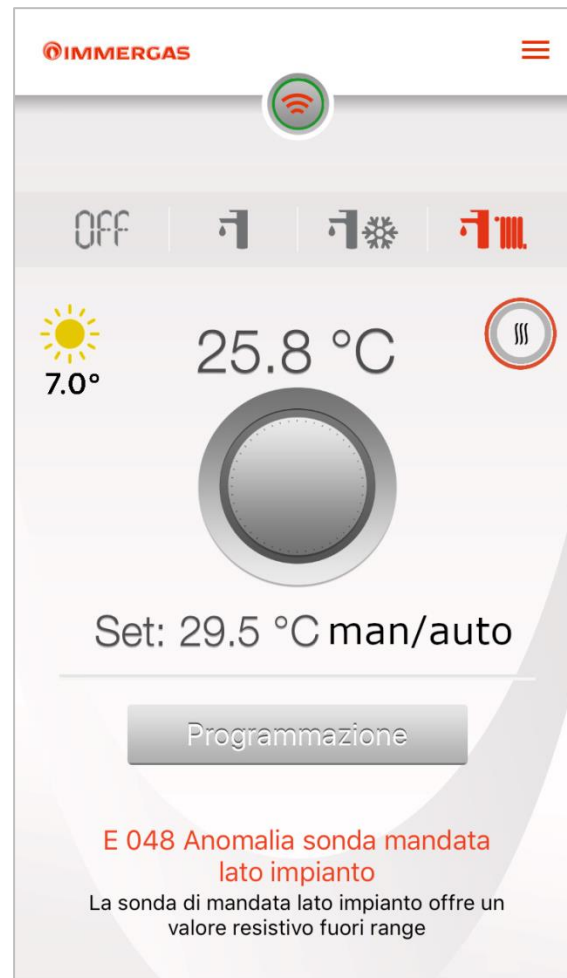 IMMERGAS
OFF
25.8 °C
7.0°
Set: 29.5 °C man/auto
Programmazione
E 048 Anomalia sonda mandata
lato impianto
La sonda di mandata lato impianto offre un
valore resistivo fuori range